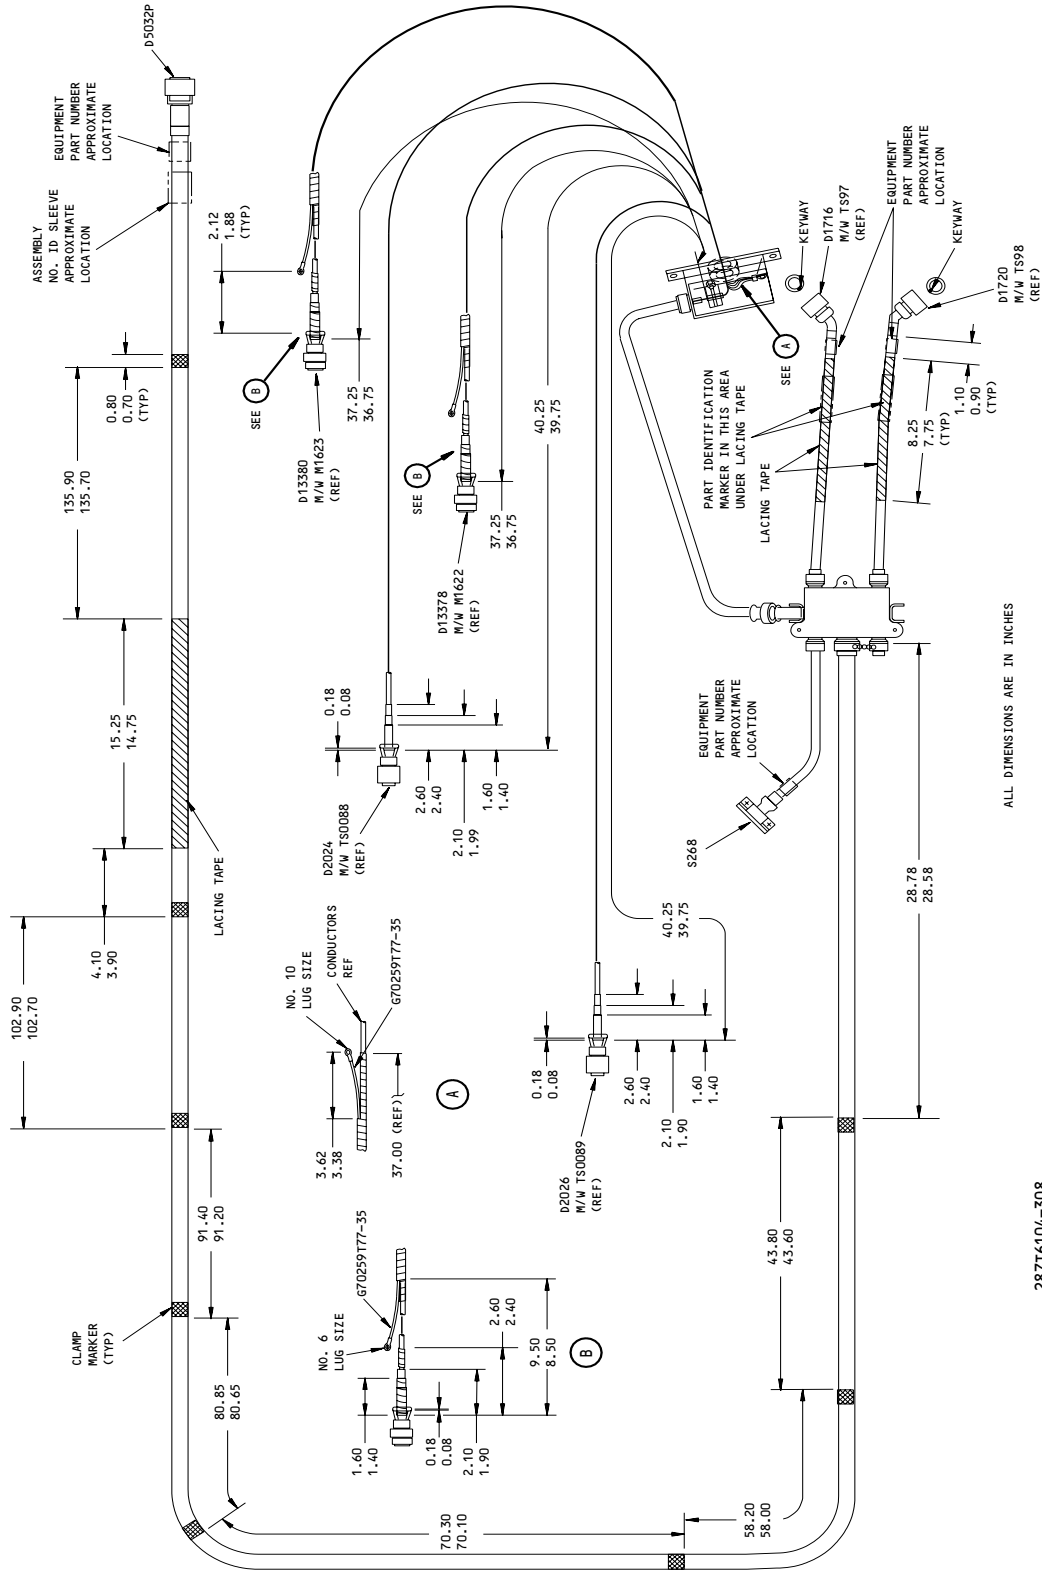 D5032P
EQUIPMENT
PART NUMBER
APPROXIMATE
LOCATION
ASSEMBLY
NO. ID SLEEVE
APPROXIMATE
LOCATION
2.12
1.88
(TYP)
0.80
0.70
(TYP)
135.90
135.70
15.25
14.75
LACING TAPE
4.10
3.90
102.90
102.70
91.40
91.20
CLAMP
MARKER
(TYP)
80.85
80.65
70.30
70.10
58.20
58.00
43.80
43.60
28.78
28.58
SEE
B
D13380
M/W M1623
(REF)
37.25
36.75
SEE
B
D13378
M/W M1622
(REF)
37.25
36.75
40.25
39.75
0.18
0.08
D2024
M/W TS0088
(REF)
2.60
2.40
2.10
1.99
1.60
1.40
NO. 10
LUG SIZE
CONDUCTORS
REF
G70259T77-35
3.62
3.38
37.00 (REF)
A
0.18
0.08
D2026
M/W TS0089
(REF)
2.60
2.40
2.10
1.90
1.60
1.40
40.25
39.75
G70259T77-35
NO. 6
LUG SIZE
1.60
1.40
0.18
0.08
2.10
1.90
2.60
2.40
9.50
8.50
B
SEE
A
KEYWAY
D1716
M/W TS97
(REF)
EQUIPMENT
PART NUMBER
APPROXIMATE
LOCATION
KEYWAY
D1720
M/W TS98
(REF)
PART IDENTIFICATION
MARKER IN THIS AREA
UNDER LACING TAPE
LACING TAPE
8.25
7.75
(TYP)
1.10
0.90
(TYP)
EQUIPMENT
PART NUMBER
APPROXIMATE
LOCATION
S268
ALL DIMENSIONS ARE IN INCHES
287T6104-308